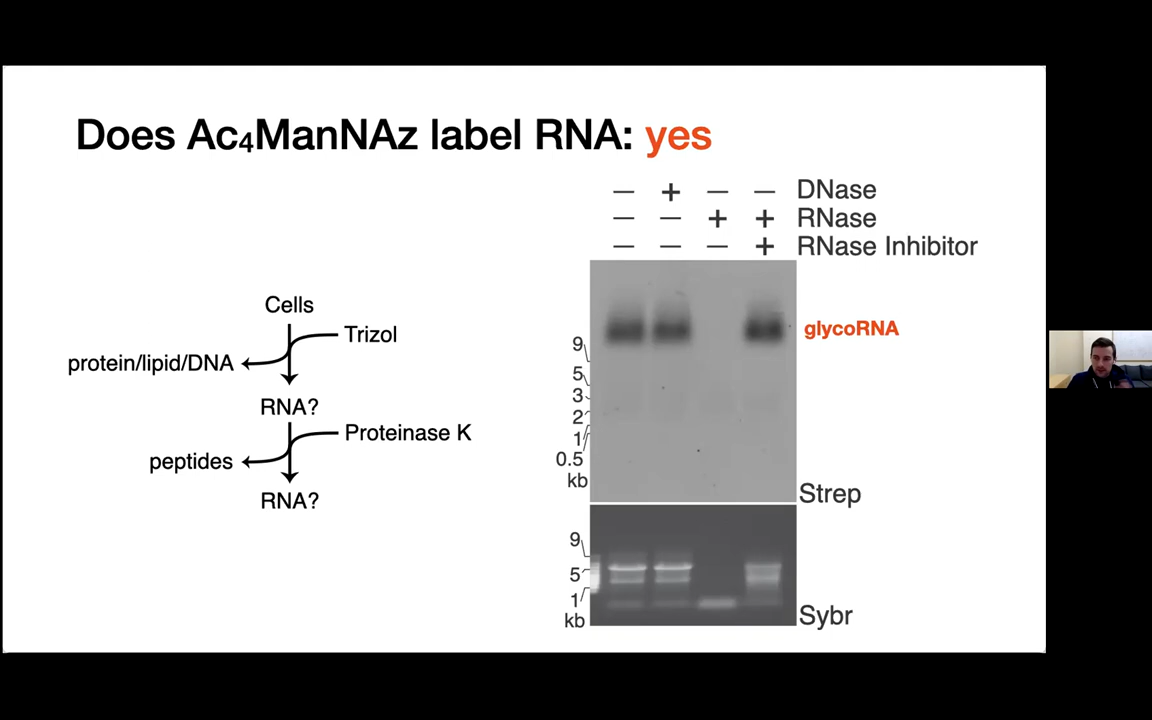 Does Ac₄ManNAz label RNA: yes
Cells
Trizol
protein/lipid/DNA
RNA?
Proteinase K
peptides
RNA?
— + — — DNase
— — + + RNase
— — — + RNase Inhibitor
glycoRNA
9
5
3
2
1
0.5
kb
Strep
9
5
1
kb
Sybr